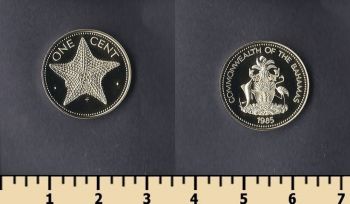 ONE CENT
COMMONWEALTH OF THE BAHAMAS
1985
1 2 3 4 5 6 7